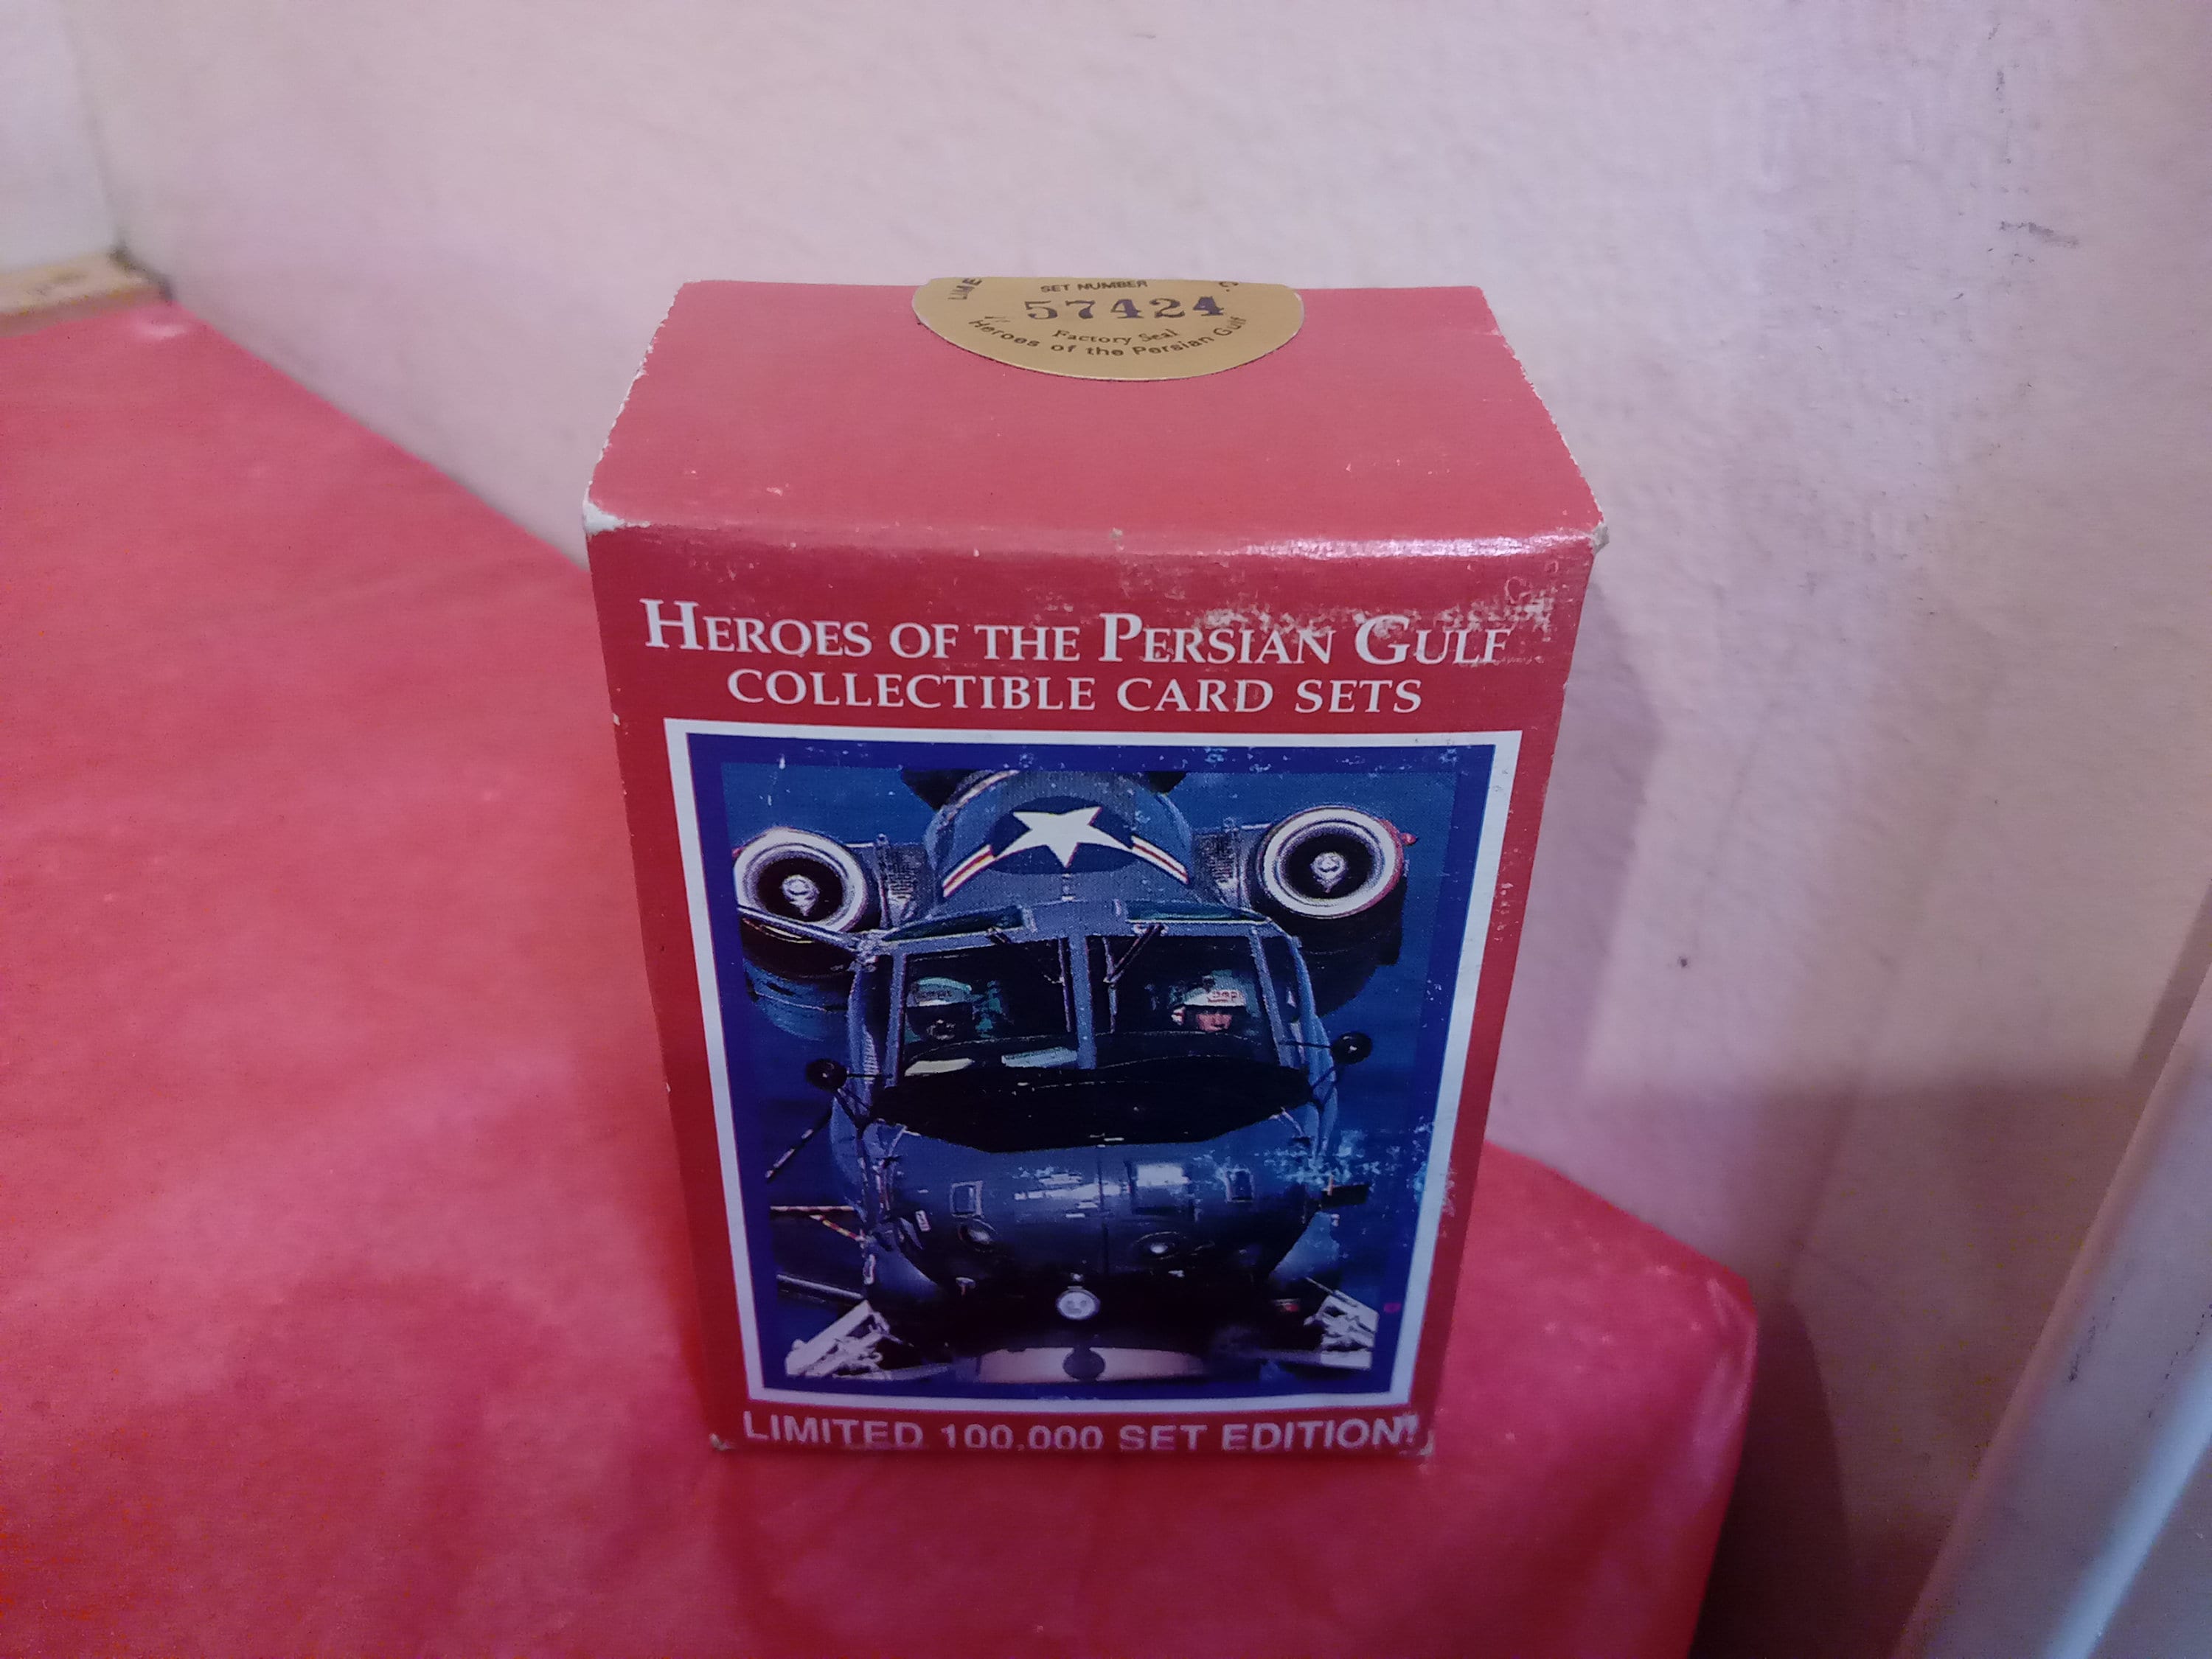 LIME
SET NUMBER
57424
Factory Seal
Heroes of the Persian Gulf
HEROES OF THE PERSIAN GULF
COLLECTIBLE CARD SETS
LIMITED 100,000 SET EDITION!